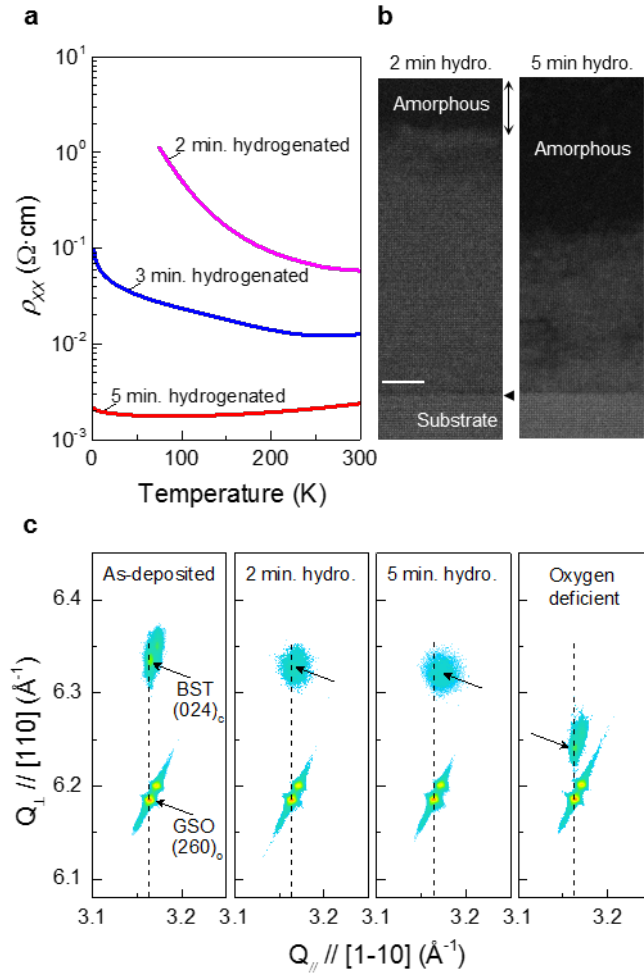 a
10¹
10⁰
10⁻¹
10⁻²
10⁻³
ρXX (Ω·cm)
2 min. hydrogenated
3 min. hydrogenated
5 min. hydrogenated
0
100
200
300
Temperature (K)
b
2 min hydro.
5 min hydro.
Amorphous
Amorphous
Substrate
c
As-deposited
2 min. hydro.
5 min. hydro.
Oxygen
deficient
6.4
6.3
6.2
6.1
Q⊥ // [110] (Å⁻¹)
BST
(024)c
GSO
(260)o
3.1
3.2
3.1
3.2
3.1
3.2
3.1
3.2
Q// // [1-10] (Å⁻¹)